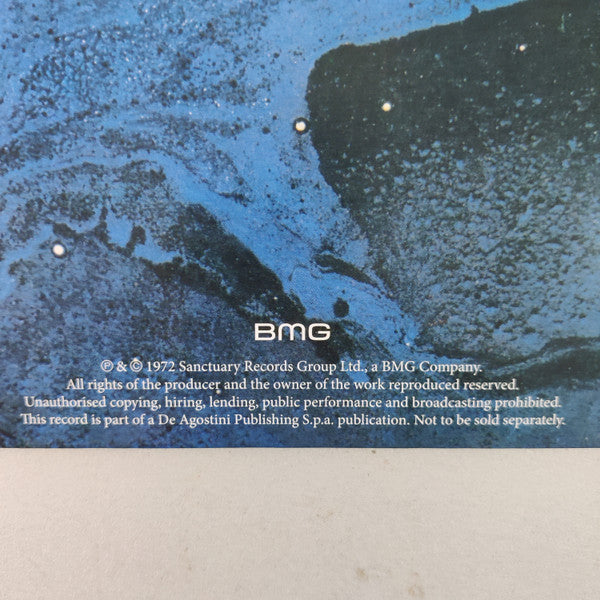 BMG
℗ & © 1972 Sanctuary Records Group Ltd., a BMG Company.
All rights of the producer and the owner of the work reproduced reserved.
Unauthorised copying, hiring, lending, public performance and broadcasting prohibited.
This record is part of a De Agostini Publishing S.p.a. publication. Not to be sold separately.